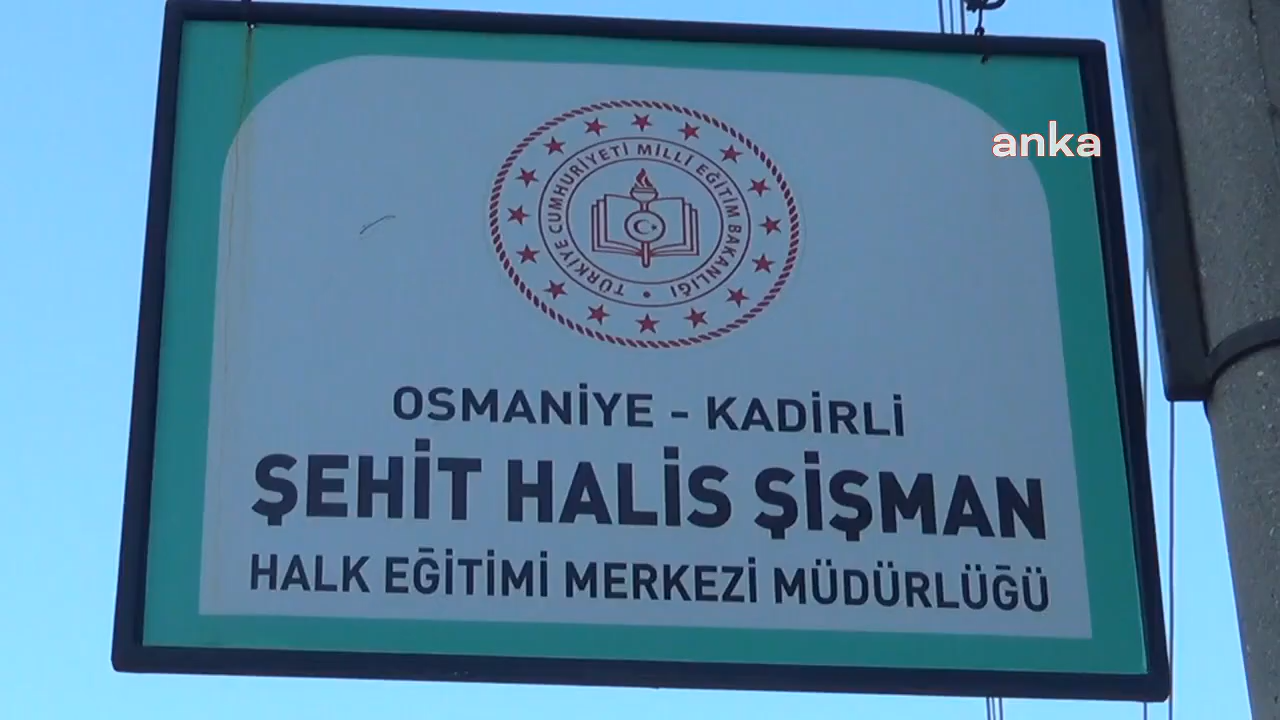 anka
TÜRKİYE CUMHURİYETİ MİLLİ EĞİTİM BAKANLIĞI
OSMANİYE - KADİRLİ
ŞEHİT HALİS ŞİŞMAN
HALK EĞİTİMİ MERKEZİ MÜDÜRLÜĞÜ